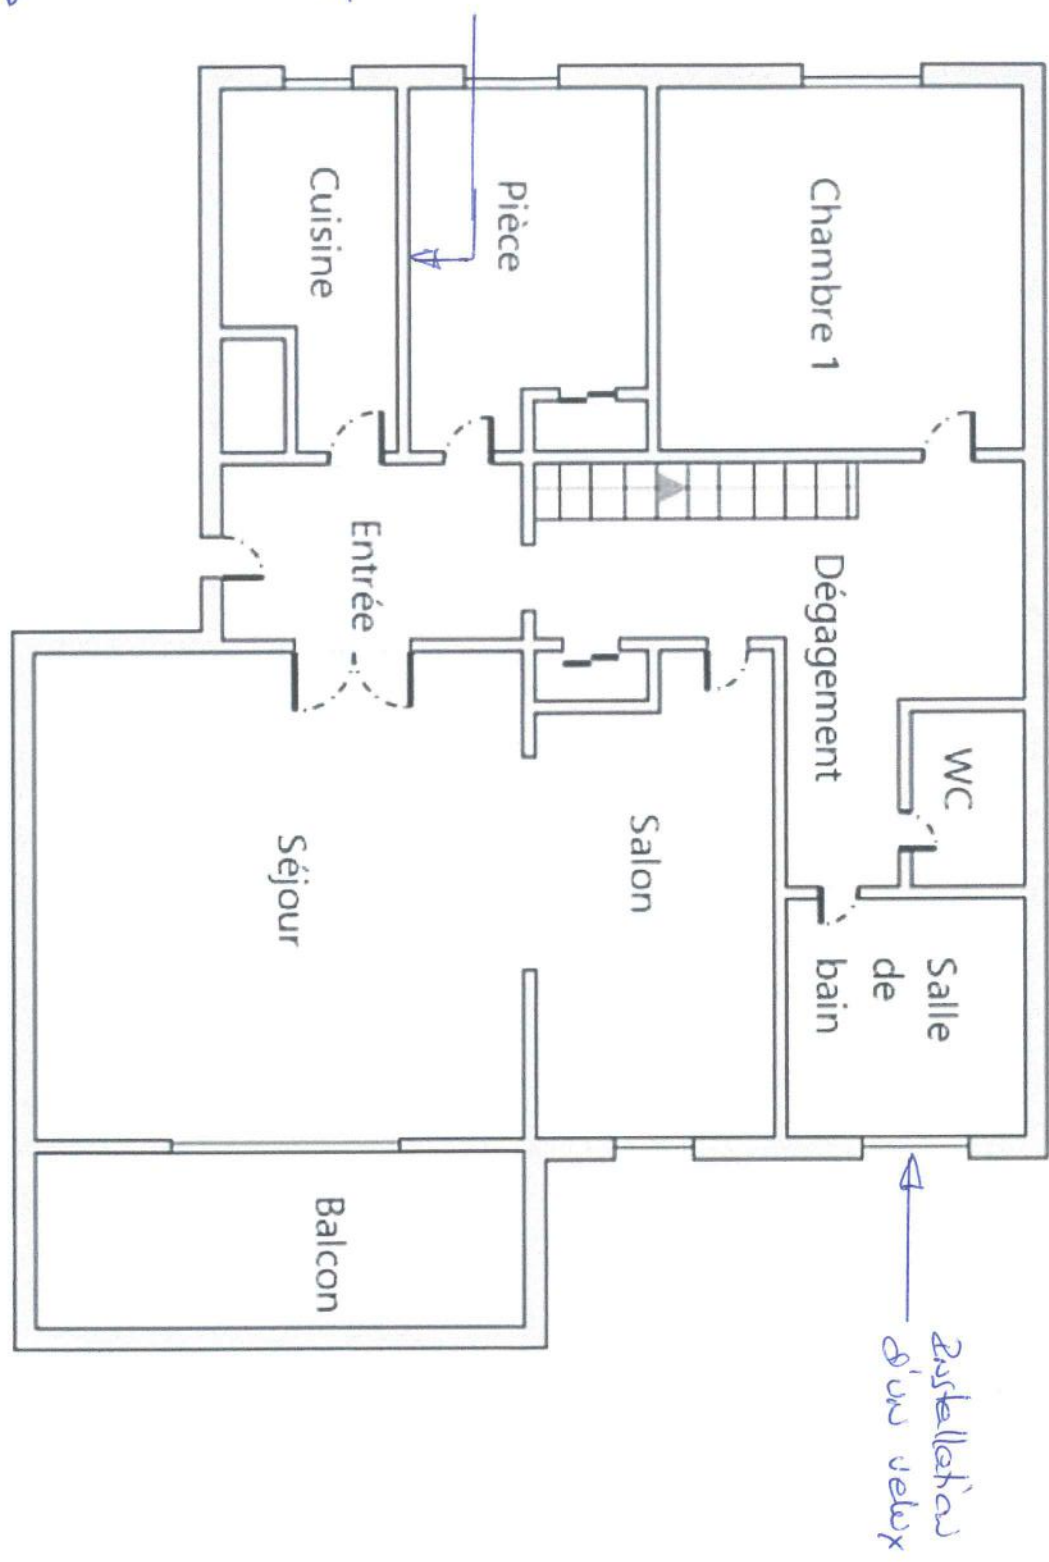 Chambre 1
Pièce
Cuisine
Dégagement
Entrée
WC
Salle
de
bain
Salon
Séjour
Balcon
Installation
d'un velux